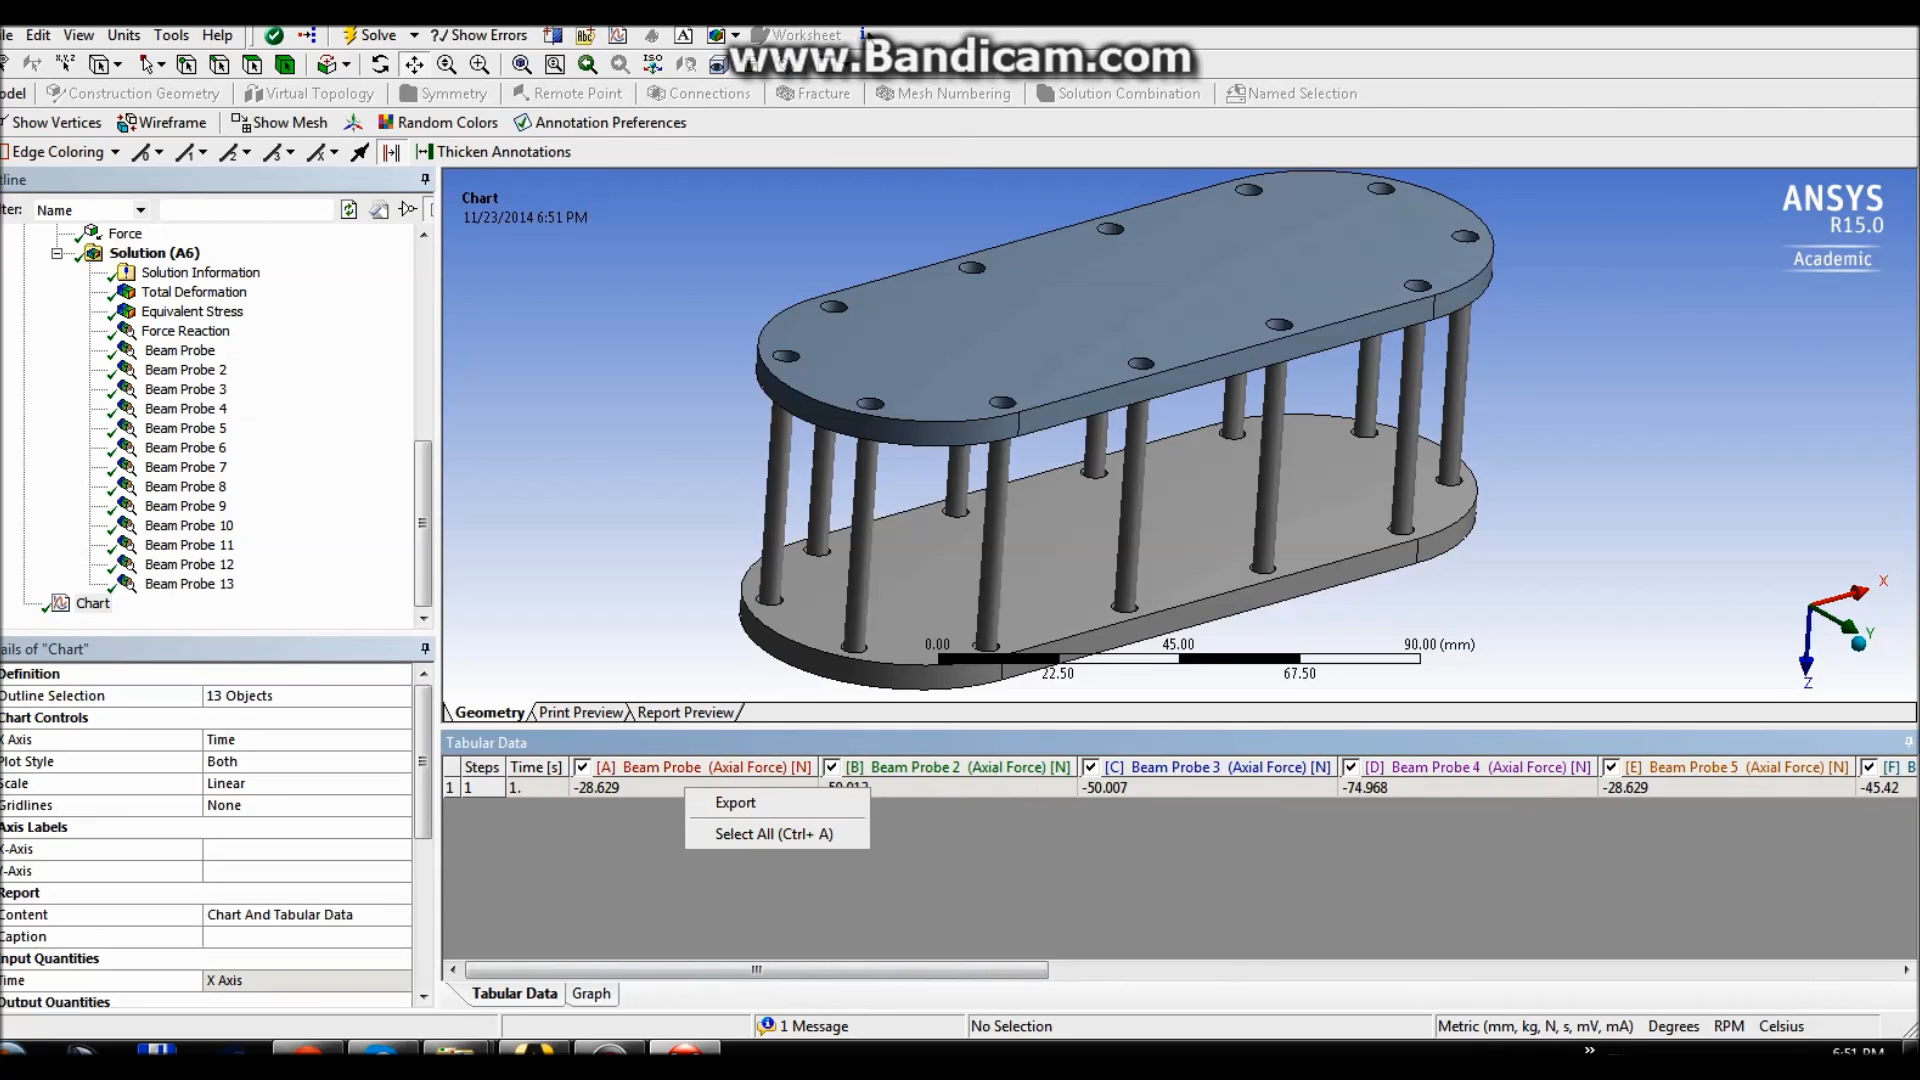 ile Edit View Units Tools Help Solve ?/ Show Errors Worksheet
www.Bandicam.com
odel Construction Geometry Virtual Topology Symmetry Remote Point Connections Fracture Mesh Numbering Solution Combination Named Selection
Show Vertices Wireframe Show Mesh Random Colors Annotation Preferences
Edge Coloring Thicken Annotations
tline
ter: Name
Force
Solution (A6)
Solution Information
Total Deformation
Equivalent Stress
Force Reaction
Beam Probe
Beam Probe 2
Beam Probe 3
Beam Probe 4
Beam Probe 5
Beam Probe 6
Beam Probe 7
Beam Probe 8
Beam Probe 9
Beam Probe 10
Beam Probe 11
Beam Probe 12
Beam Probe 13
Chart
ails of "Chart"
Definition
Outline Selection 13 Objects
Chart Controls
X Axis Time
Plot Style Both
Scale Linear
Gridlines None
Axis Labels
X-Axis
Y-Axis
Report
Content Chart And Tabular Data
Caption
Input Quantities
Time X Axis
Output Quantities
Chart
11/23/2014 6:51 PM
ANSYS
R15.0
Academic
0.00 45.00 90.00 (mm)
22.50 67.50
X
Y
Z
Geometry Print Preview Report Preview
Tabular Data
Steps Time [s] [A] Beam Probe (Axial Force) [N] [B] Beam Probe 2 (Axial Force) [N] [C] Beam Probe 3 (Axial Force) [N] [D] Beam Probe 4 (Axial Force) [N] [E] Beam Probe 5 (Axial Force) [N] [F] B
1 1 1. -28.629 -50.007 -74.968 -28.629 -45.42
Export
Select All (Ctrl+ A)
Tabular Data Graph
1 Message No Selection Metric (mm, kg, N, s, mV, mA) Degrees RPM Celsius
6:51 PM